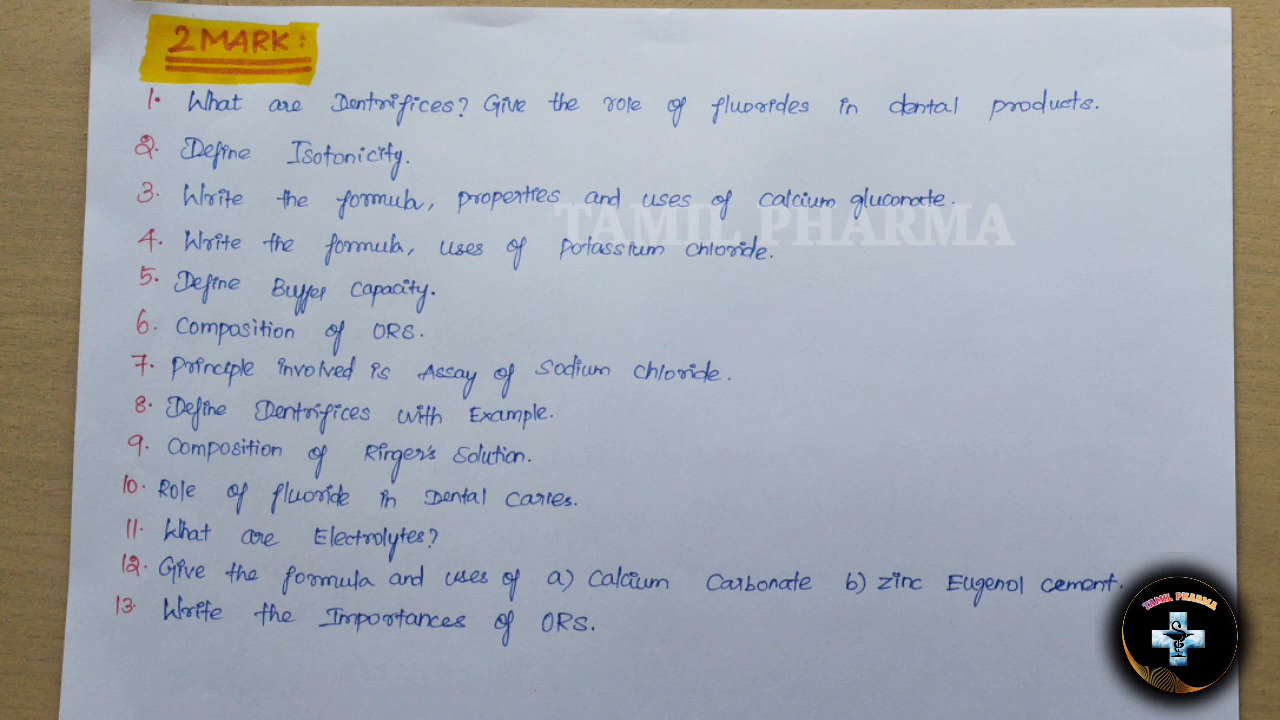 2 MARK:
1. What are Dentrifices? Give the role of fluorides in dental products.
2. Define Isotonicity.
3. Write the formula, properties and uses of calcium gluconate.
TAMIL PHARMA
4. Write the formula, uses of potassium chloride.
5. Define Buffer capacity.
6. Composition of ORS.
7. Principle involved is Assay of Sodium chloride.
8. Define Dentrifices with Example.
9. Composition of Ringer's Solution.
10. Role of fluoride in Dental caries.
11. What are Electrolytes?
12. Give the formula and uses of a) Calcium Carbonate b) zinc Eugenol cement.
13. Write the Importances of ORS.
TAMIL PHARMA